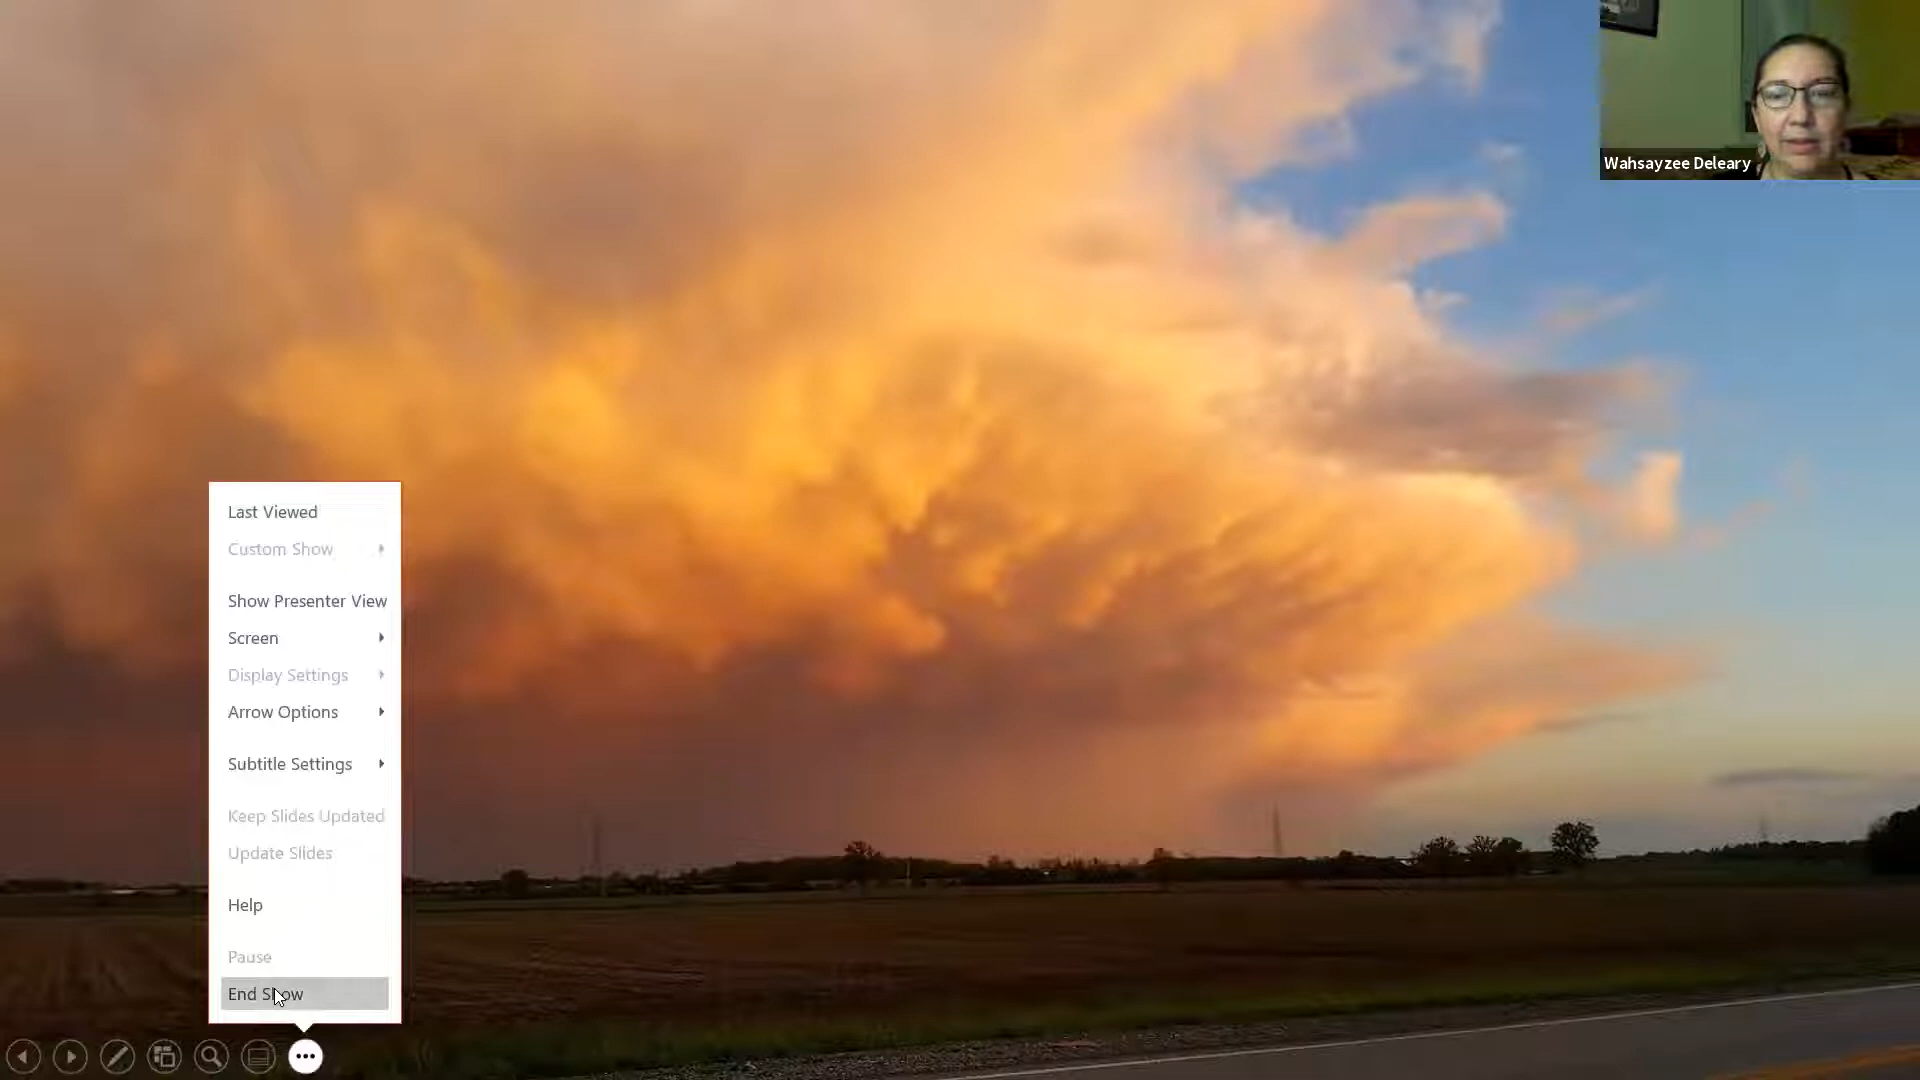 Wahsayzee Deleary
Last Viewed
Custom Show
Show Presenter View
Screen
Display Settings
Arrow Options
Subtitle Settings
Keep Slides Updated
Update Slides
Help
Pause
End Show